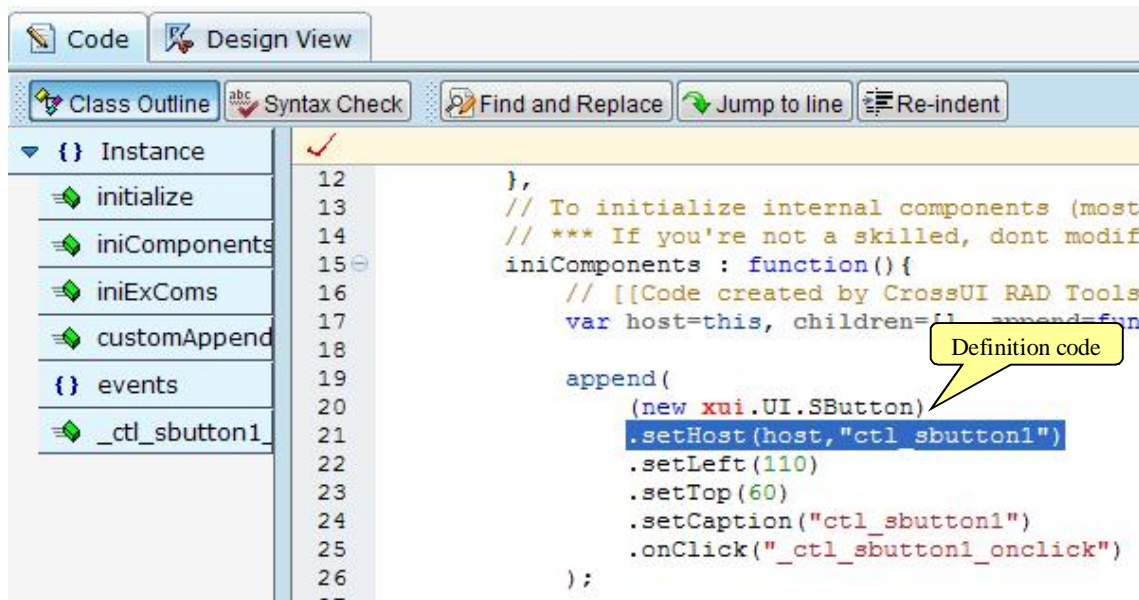 Code Design View
Class Outline abc Syntax Check Find and Replace Jump to line Re-indent
{} Instance
initialize
iniComponents
iniExComs
customAppend
{} events
_ctl_sbutton1_
12 },
13 // To initialize internal components (most
14 // *** If you're not a skilled, dont modif
15 iniComponents : function(){
16 // [[Code created by CrossUI RAD Tools
17 var host=this, children=[], append=fun
18
Definition code
19 append(
20 (new xui.UI.SButton)
21 .setHost(host,"ctl_sbutton1")
22 .setLeft(110)
23 .setTop(60)
24 .setCaption("ctl_sbutton1")
25 .onClick("_ctl_sbutton1_onclick")
26 );